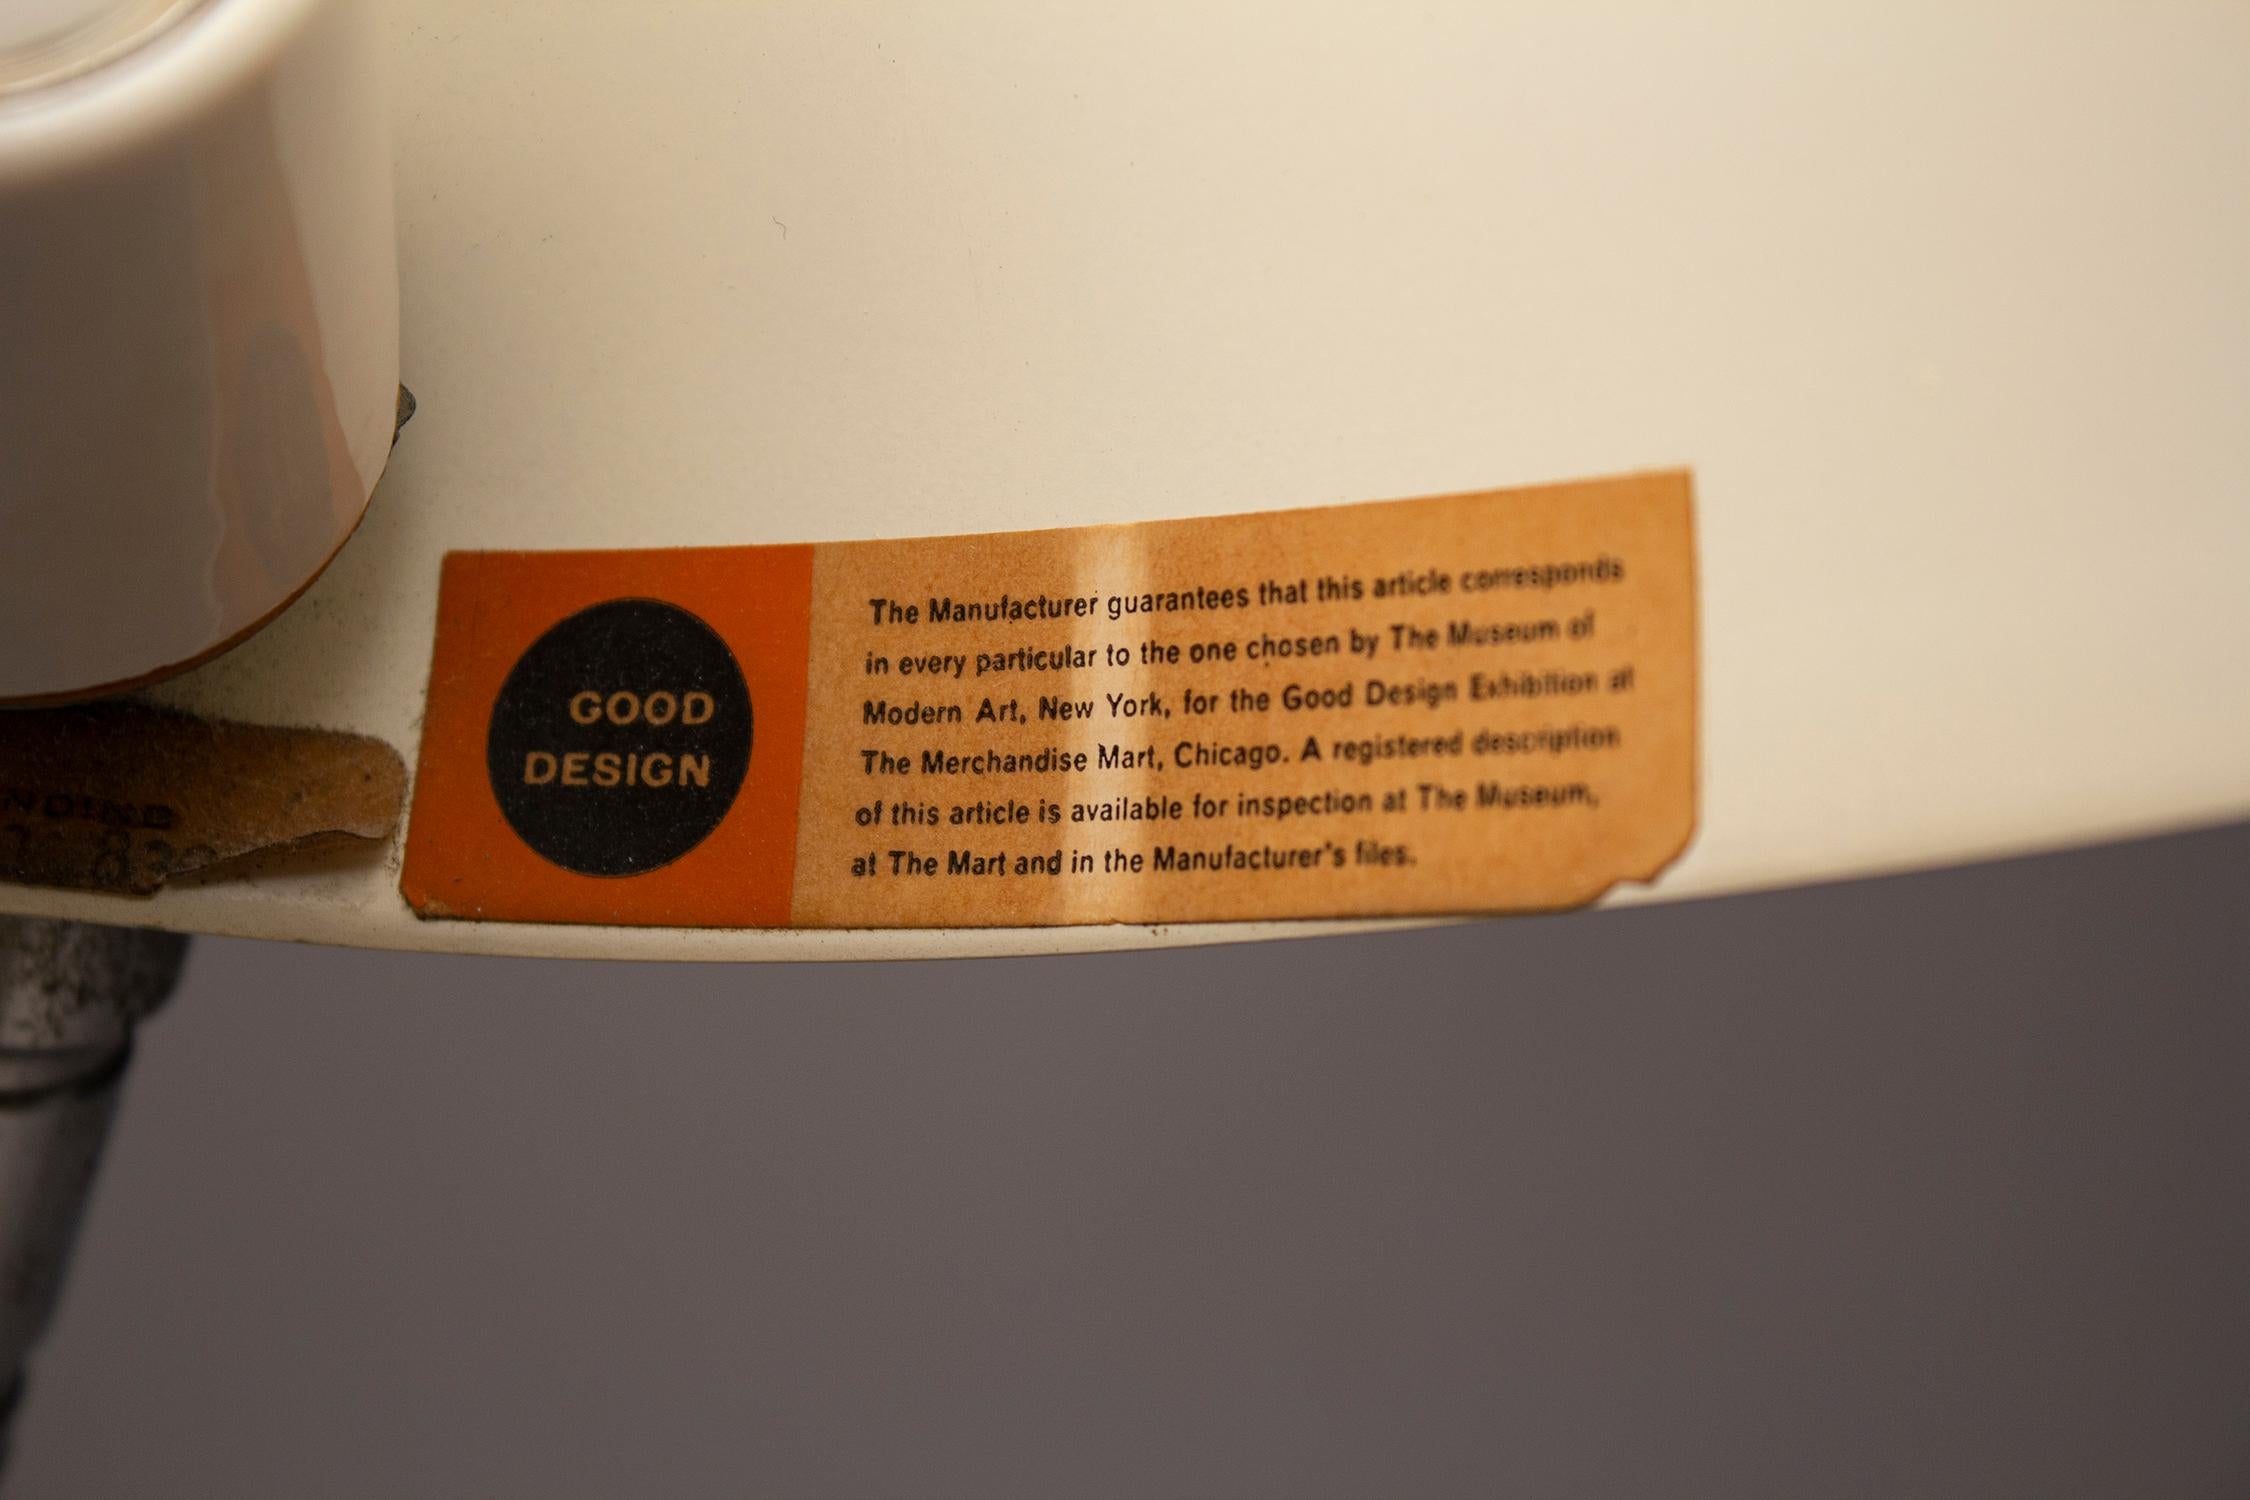 GOOD
DESIGN
The Manufacturer guarantees that this article corresponds
in every particular to the one chosen by The Museum of
Modern Art, New York, for the Good Design Exhibition at
The Merchandise Mart, Chicago. A registered description
of this article is available for inspection at The Museum,
at The Mart and in the Manufacturer's files.